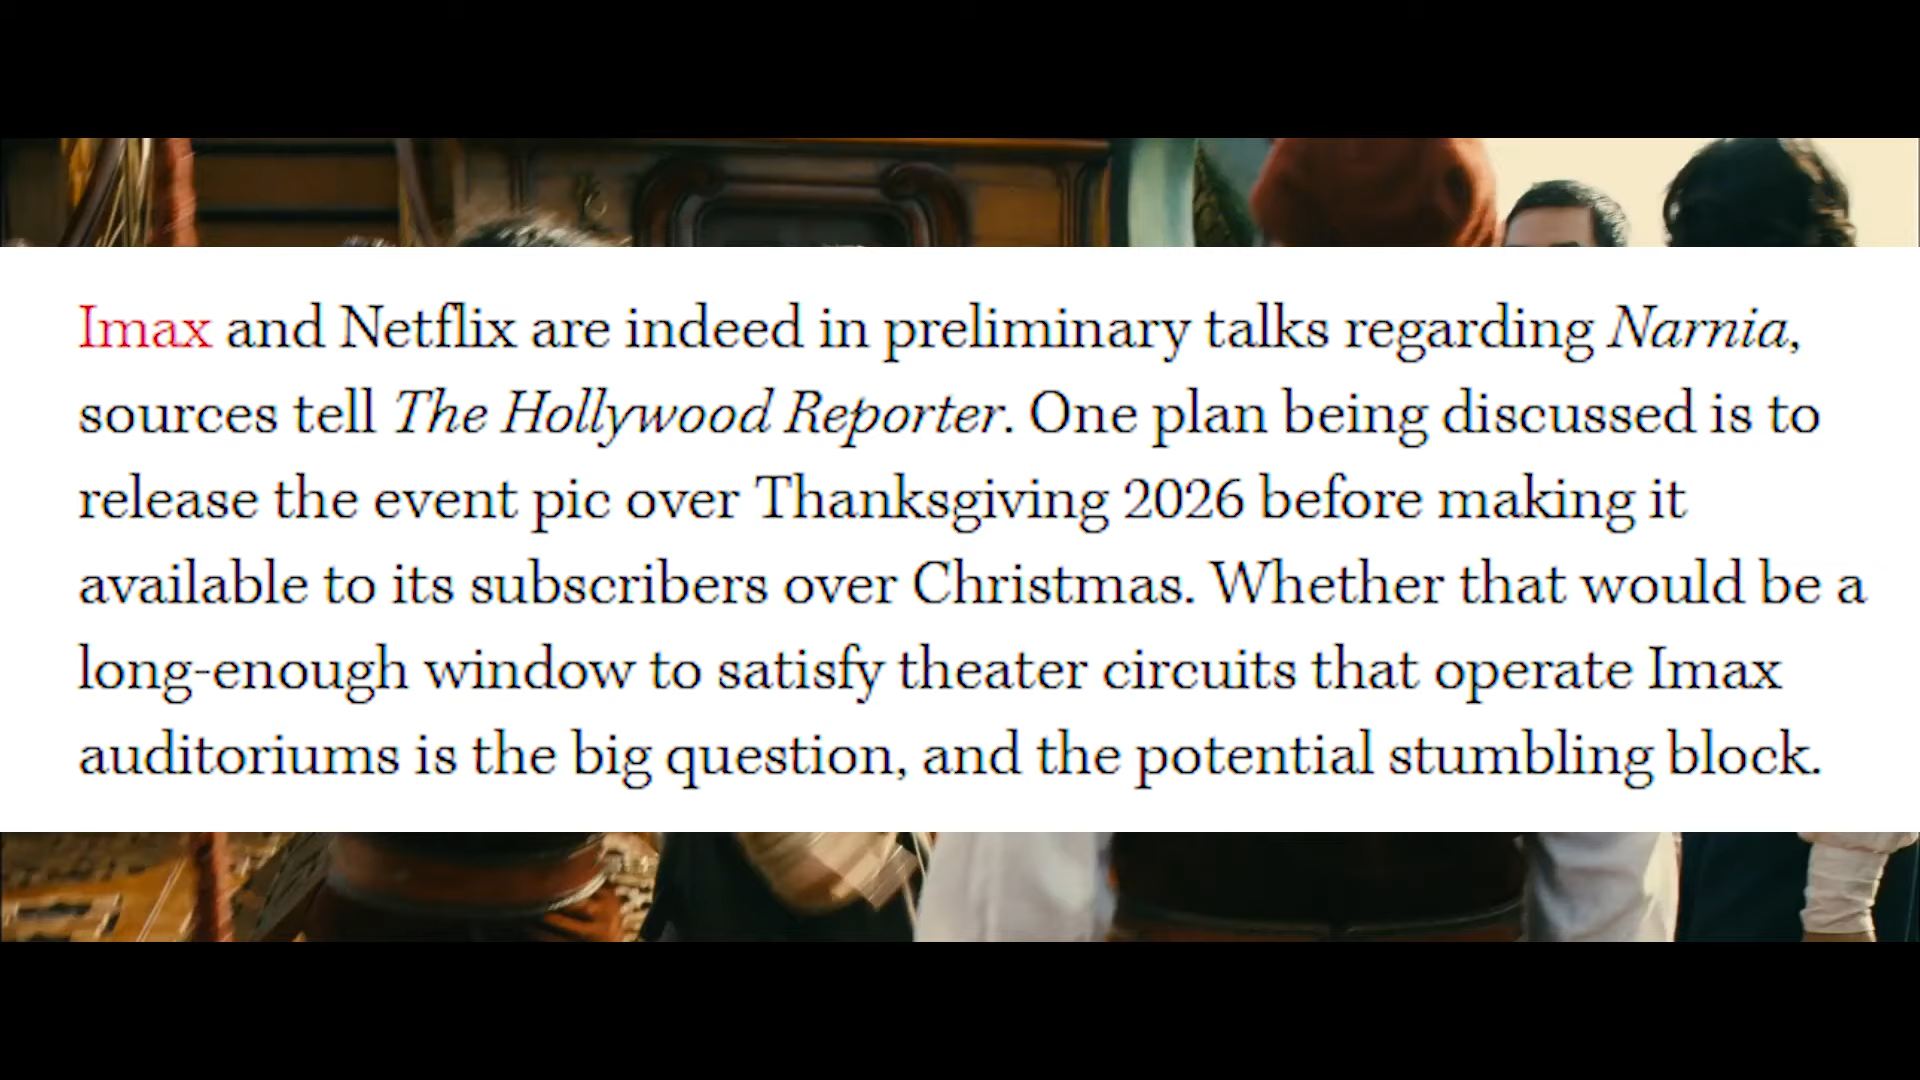 Imax and Netflix are indeed in preliminary talks regarding Narnia,
sources tell The Hollywood Reporter. One plan being discussed is to
release the event pic over Thanksgiving 2026 before making it
available to its subscribers over Christmas. Whether that would be a
long-enough window to satisfy theater circuits that operate Imax
auditoriums is the big question, and the potential stumbling block.